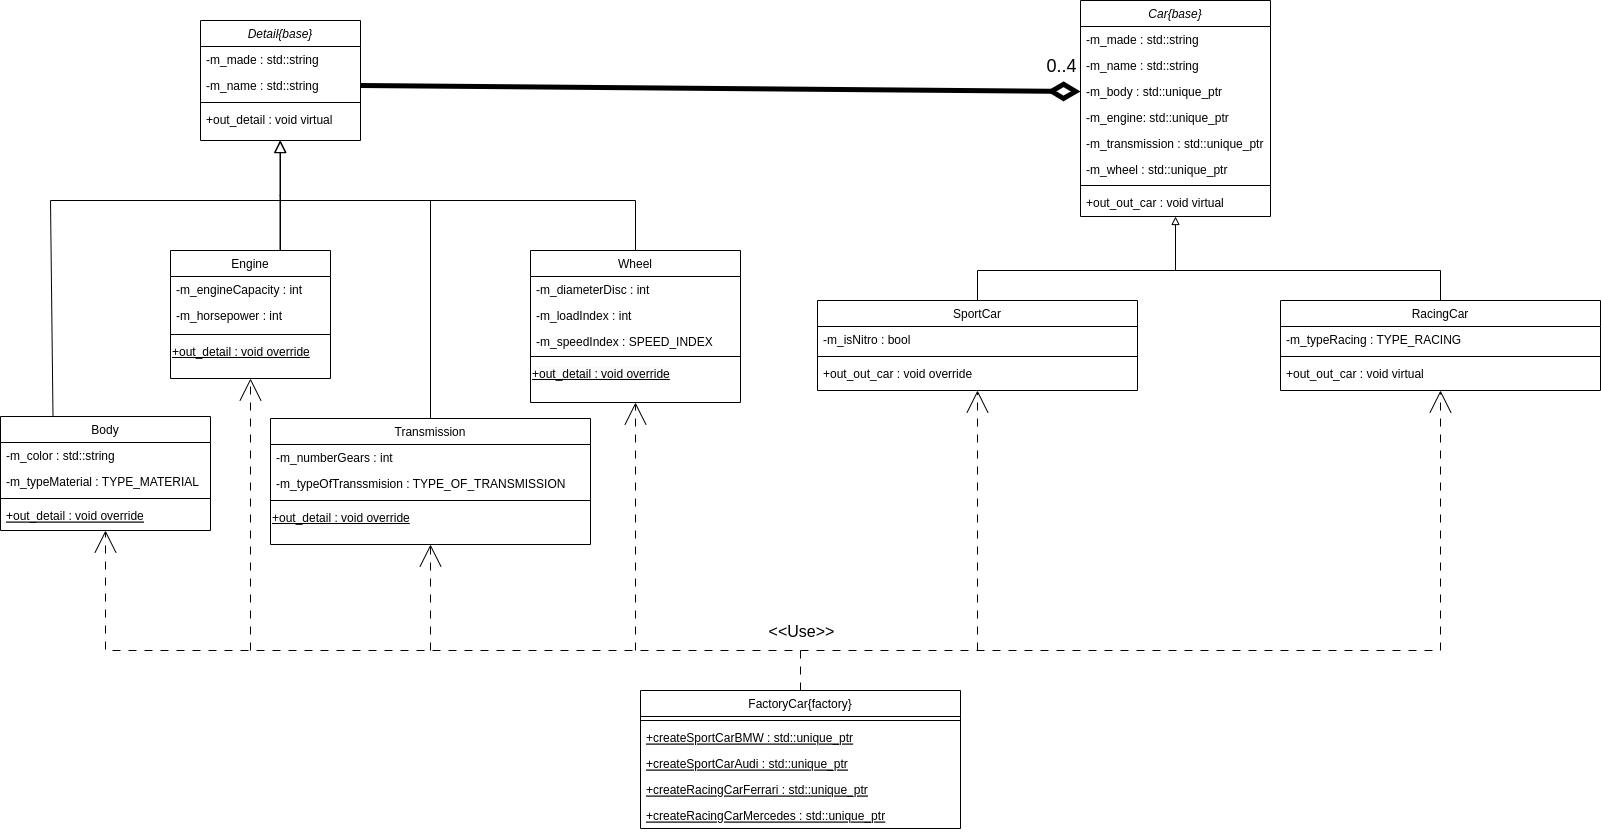 Detail{base}
-m_made : std::string
-m_name : std::string
+out_detail : void virtual
0..4
Car{base}
-m_made : std::string
-m_name : std::string
-m_body : std::unique_ptr
-m_engine: std::unique_ptr
-m_transmission : std::unique_ptr
-m_wheel : std::unique_ptr
+out_out_car : void virtual
Engine
-m_engineCapacity : int
-m_horsepower : int
+out_detail : void override
Wheel
-m_diameterDisc : int
-m_loadIndex : int
-m_speedIndex : SPEED_INDEX
+out_detail : void override
SportCar
-m_isNitro : bool
+out_out_car : void override
RacingCar
-m_typeRacing : TYPE_RACING
+out_out_car : void virtual
Body
-m_color : std::string
-m_typeMaterial : TYPE_MATERIAL
+out_detail : void override
Transmission
-m_numberGears : int
-m_typeOfTranssmision : TYPE_OF_TRANSMISSION
+out_detail : void override
<<Use>>
FactoryCar{factory}
+createSportCarBMW : std::unique_ptr
+createSportCarAudi : std::unique_ptr
+createRacingCarFerrari : std::unique_ptr
+createRacingCarMercedes : std::unique_ptr